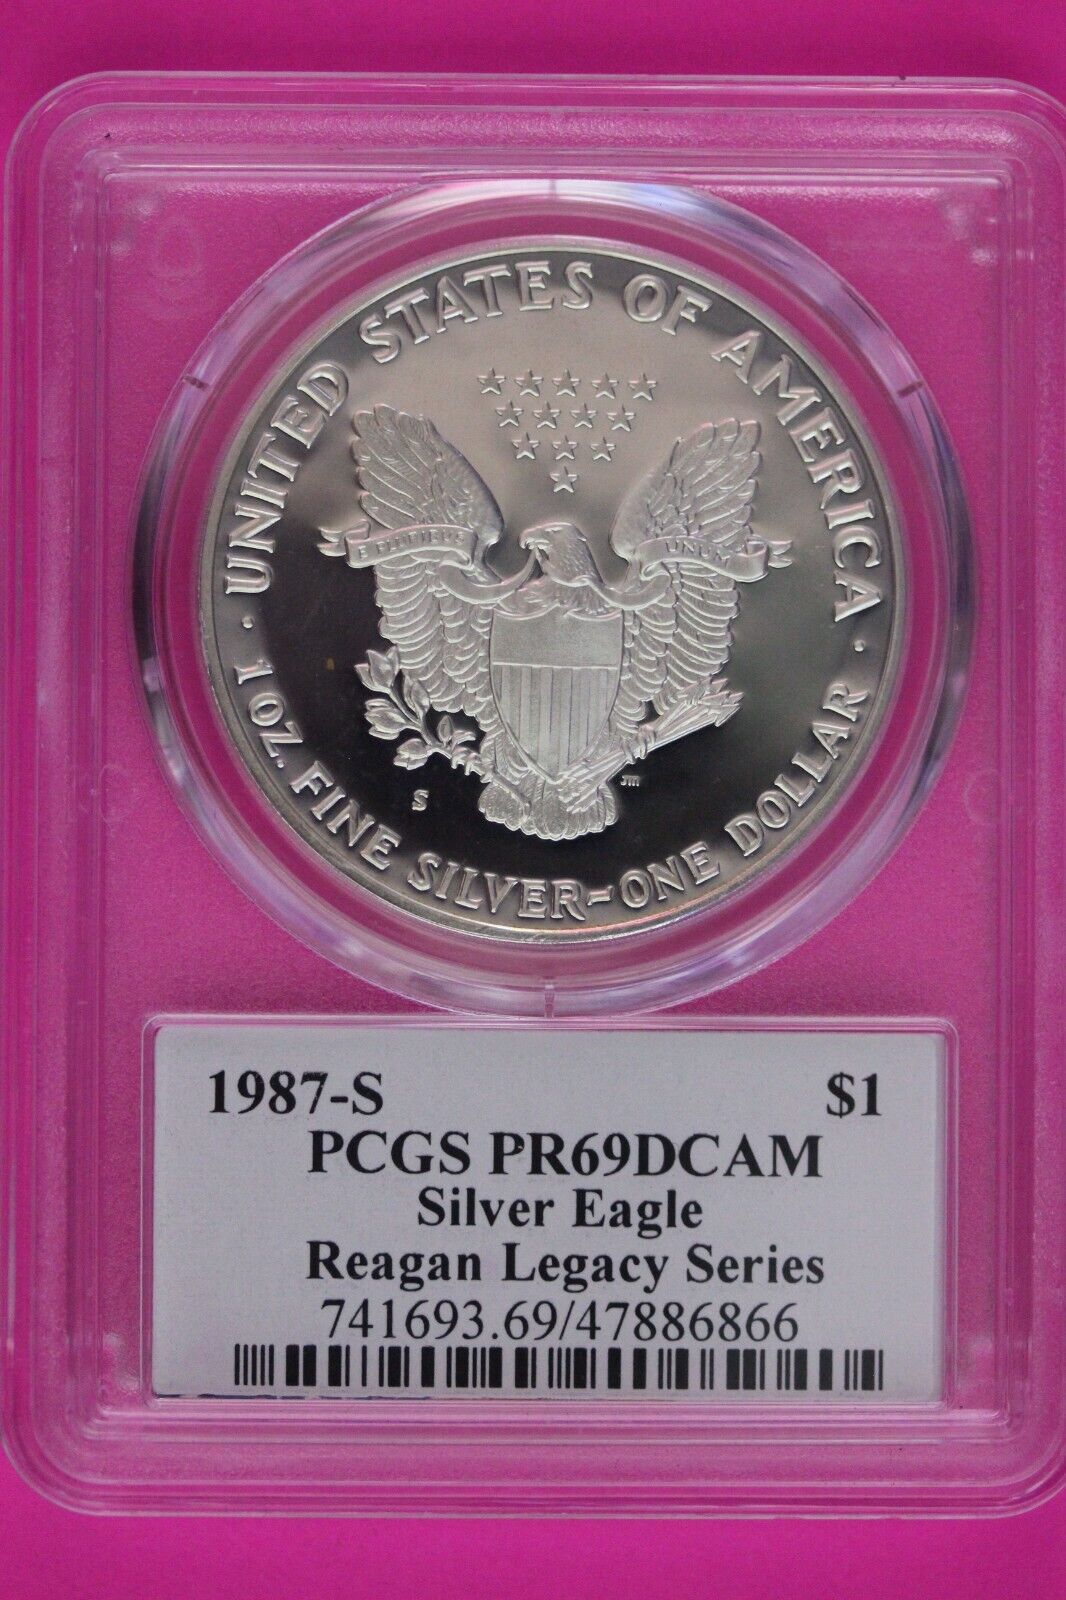 UNITED STATES OF AMERICA
E PLURIBUS UNUM
S
JM
1 OZ. FINE SILVER–ONE DOLLAR
1987-S $1
PCGS PR69DCAM
Silver Eagle
Reagan Legacy Series
741693.69/47886866